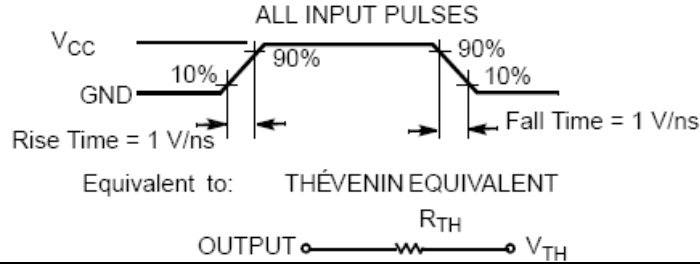 ALL INPUT PULSES
VCC
90%
90%
10%
10%
GND
Rise Time = 1 V/ns
Fall Time = 1 V/ns
Equivalent to: THÉVENIN EQUIVALENT
RTH
OUTPUT VTH